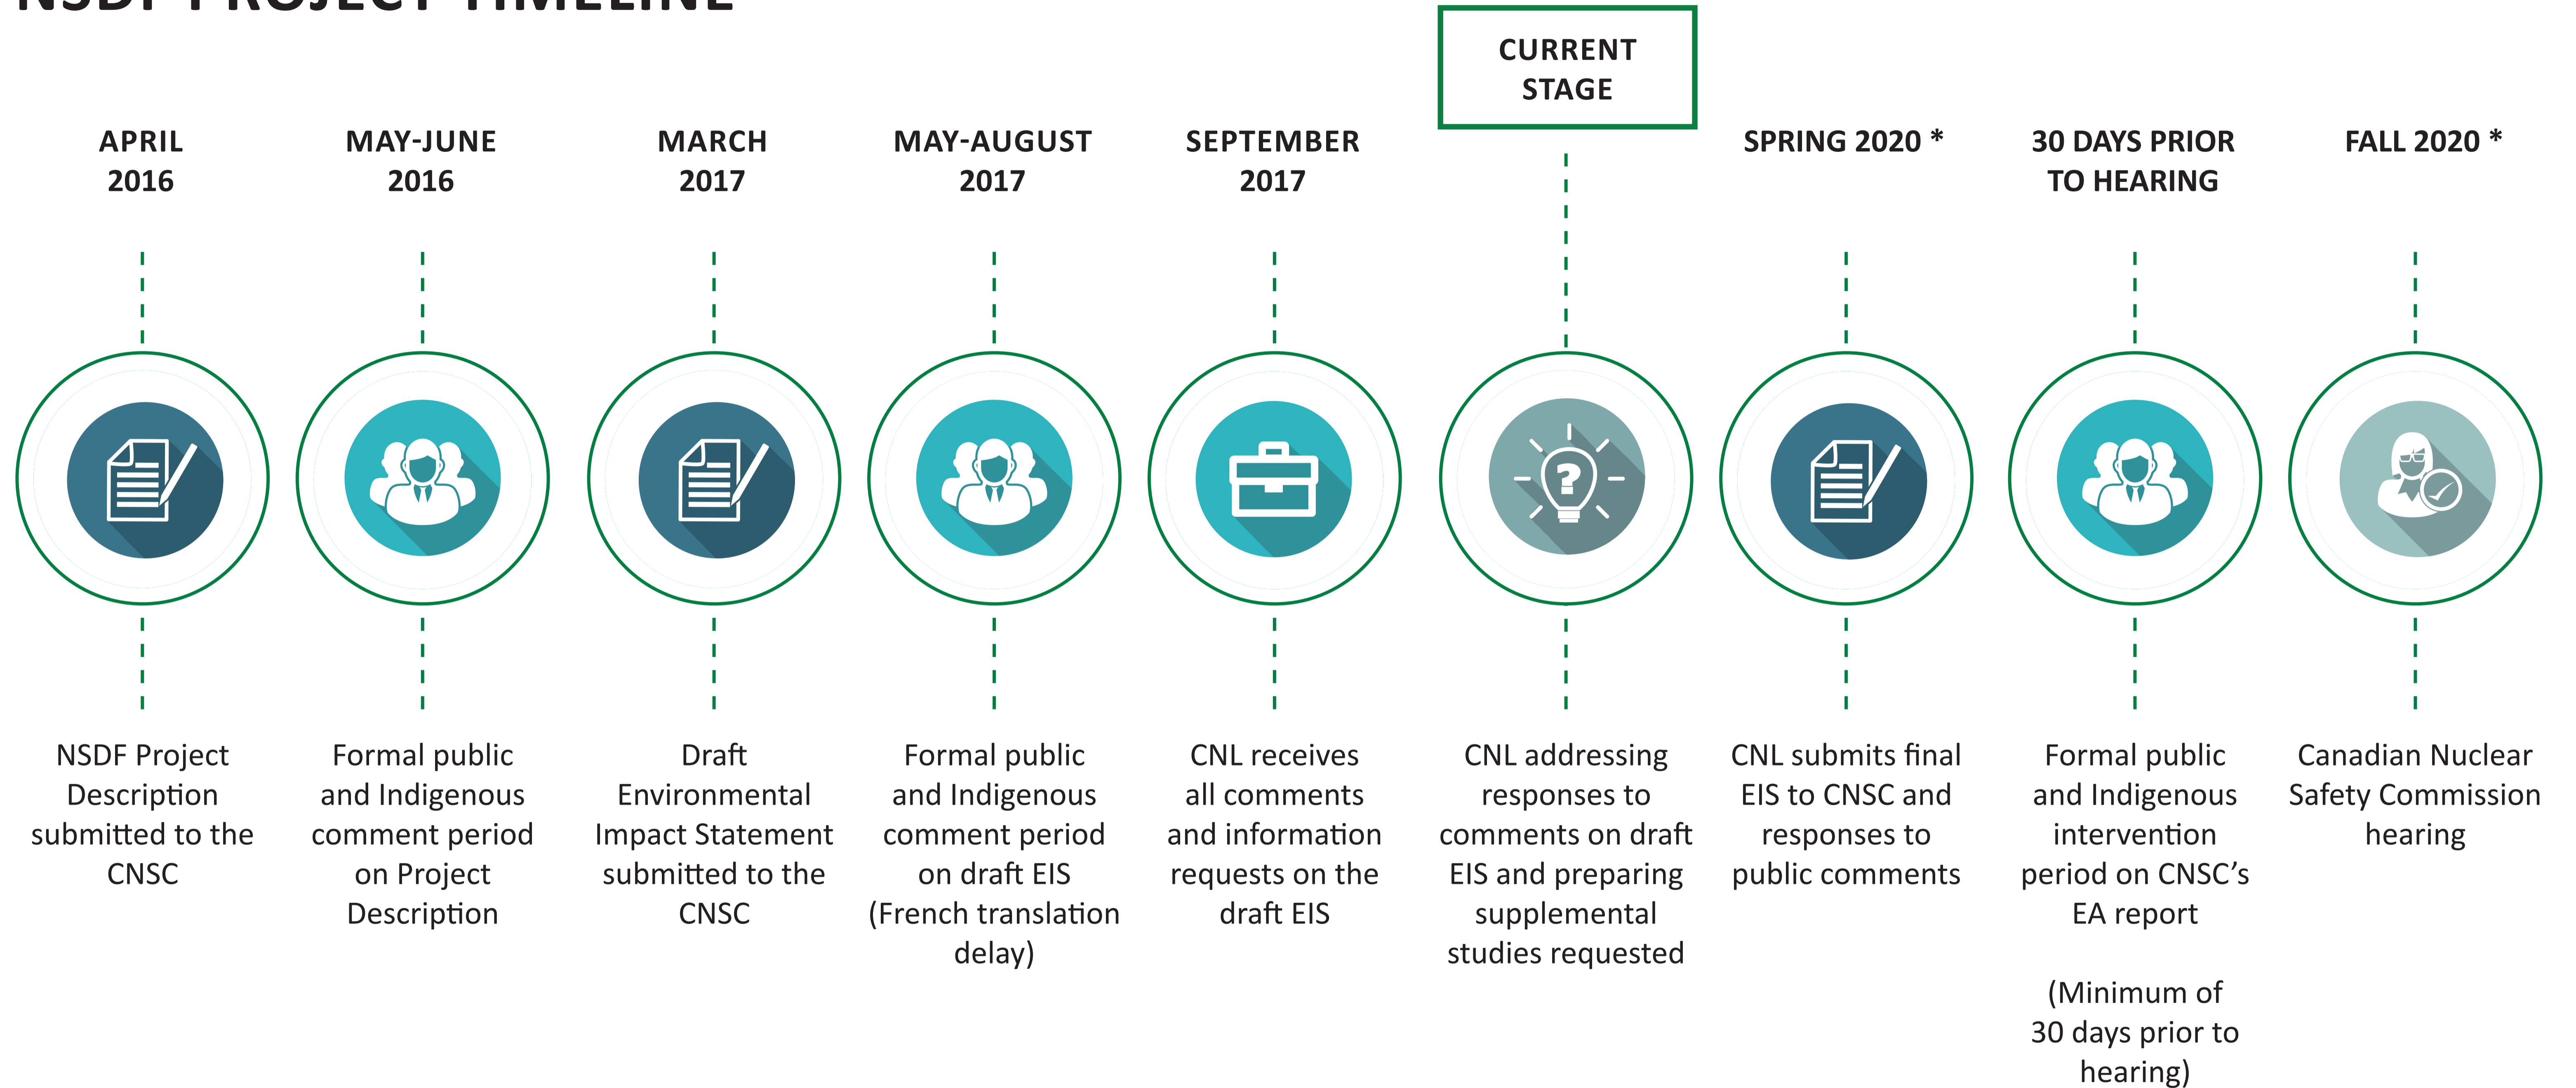 NSDF PROJECT TIMELINE
CURRENT
STAGE
APRIL
2016
MAY-JUNE
2016
MARCH
2017
MAY-AUGUST
2017
SEPTEMBER
2017
SPRING 2020 *
30 DAYS PRIOR
TO HEARING
FALL 2020 *
?
NSDF Project
Description
submitted to the
CNSC
Formal public
and Indigenous
comment period
on Project
Description
Draft
Environmental
Impact Statement
submitted to the
CNSC
Formal public
and Indigenous
comment period
on draft EIS
(French translation
delay)
CNL receives
all comments
and information
requests on the
draft EIS
CNL addressing
responses to
comments on draft
EIS and preparing
supplemental
studies requested
CNL submits final
EIS to CNSC and
responses to
public comments
Formal public
and Indigenous
intervention
period on CNSC’s
EA report
(Minimum of
30 days prior to
hearing)
Canadian Nuclear
Safety Commission
hearing